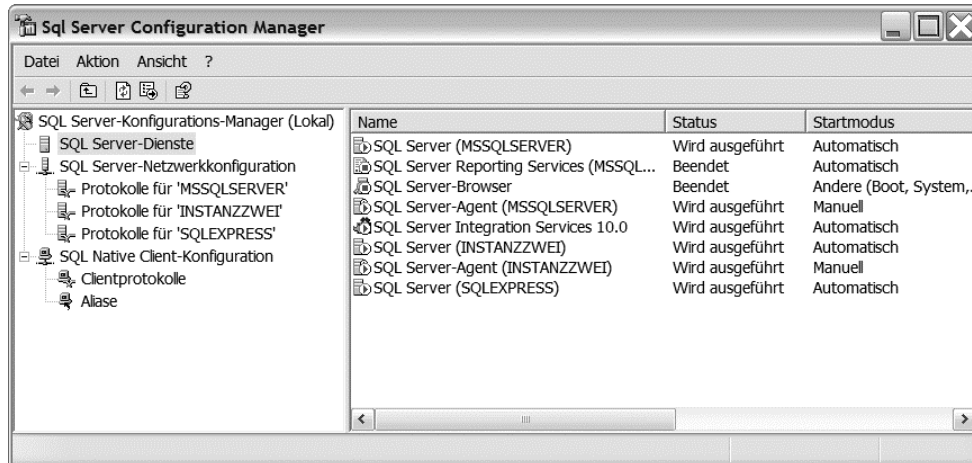 Sql Server Configuration Manager
Datei Aktion Ansicht ?
SQL Server-Konfigurations-Manager (Lokal)
SQL Server-Dienste
SQL Server-Netzwerkkonfiguration
Protokolle für 'MSSQLSERVER'
Protokolle für 'INSTANZZWEI'
Protokolle für 'SQLEXPRESS'
SQL Native Client-Konfiguration
Clientprotokolle
Aliase
Name Status Startmodus
SQL Server (MSSQLSERVER) Wird ausgeführt Automatisch
SQL Server Reporting Services (MSSQL... Beendet Automatisch
SQL Server-Browser Beendet Andere (Boot, System,..
SQL Server-Agent (MSSQLSERVER) Wird ausgeführt Manuell
SQL Server Integration Services 10.0 Wird ausgeführt Automatisch
SQL Server (INSTANZZWEI) Wird ausgeführt Automatisch
SQL Server-Agent (INSTANZZWEI) Wird ausgeführt Manuell
SQL Server (SQLEXPRESS) Wird ausgeführt Automatisch